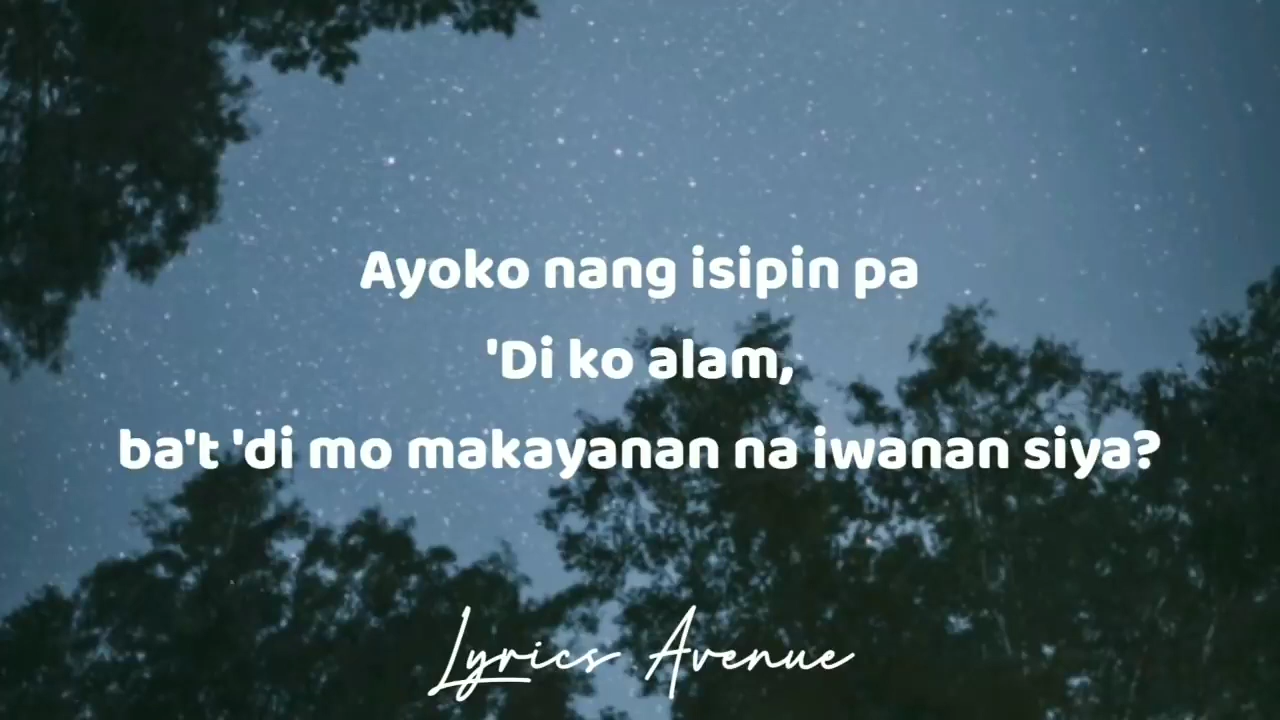 Ayoko nang isipin pa
'Di ko alam,
ba't 'di mo makayanan na iwanan siya?
Lyrics Avenue